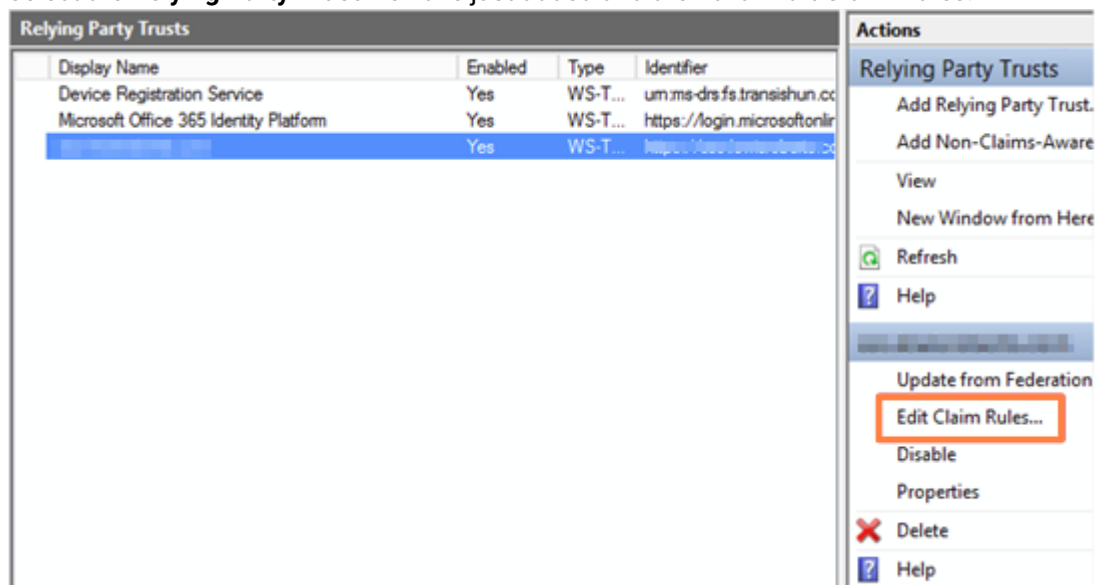 Relying Party Trusts
Display Name Enabled Type Identifier
Device Registration Service Yes WS-T... urn:ms-drs:fs.transishun.cc
Microsoft Office 365 Identity Platform Yes WS-T... https://login.microsoftonlin
Yes WS-T...
Actions
Relying Party Trusts
Add Relying Party Trust.
Add Non-Claims-Aware
View
New Window from Here
Refresh
Help
Update from Federation
Edit Claim Rules...
Disable
Properties
Delete
Help